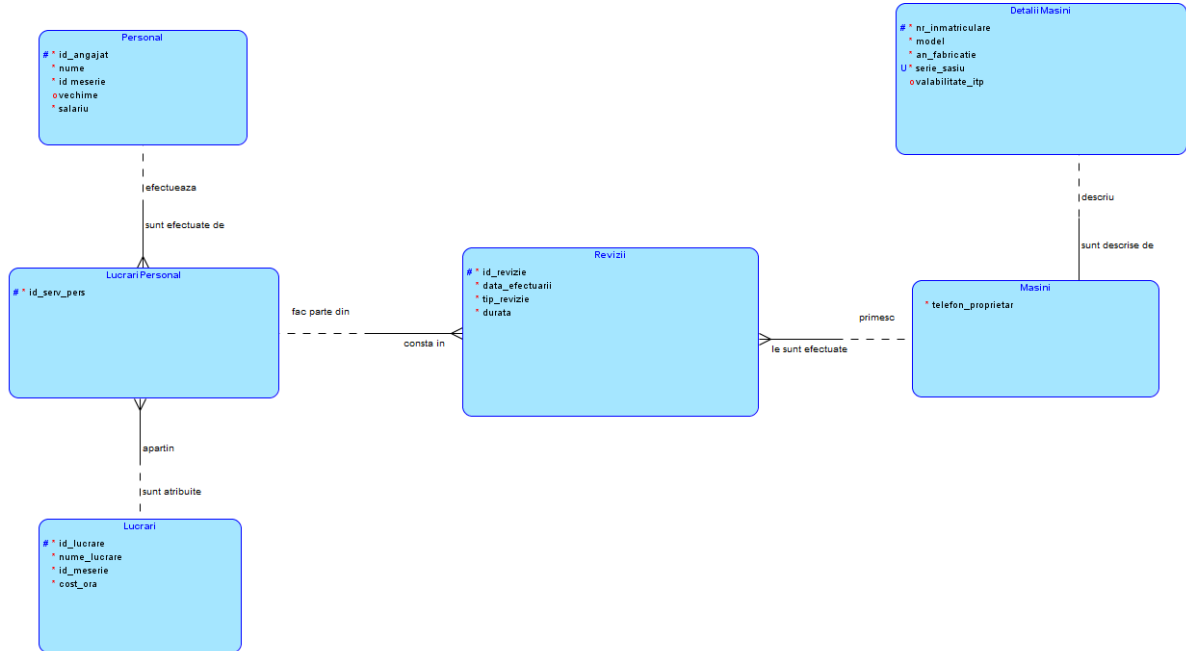 Personal
# * id_angajat
* nume
* id meserie
o vechime
* salariu
efectueaza
sunt efectuate de
Lucrari Personal
# * id_serv_pers
fac parte din
consta in
apartin
sunt atribuite
Lucrari
# * id_lucrare
* nume_lucrare
* id_meserie
* cost_ora
Revizii
# * id_revizie
* data_efectuarii
* tip_revizie
* durata
primesc
le sunt efectuate
Detalii Masini
# * nr_inmatriculare
* model
* an_fabricatie
U * serie_sasiu
o valabilitate_itp
descriu
sunt descrise de
Masini
* telefon_proprietar